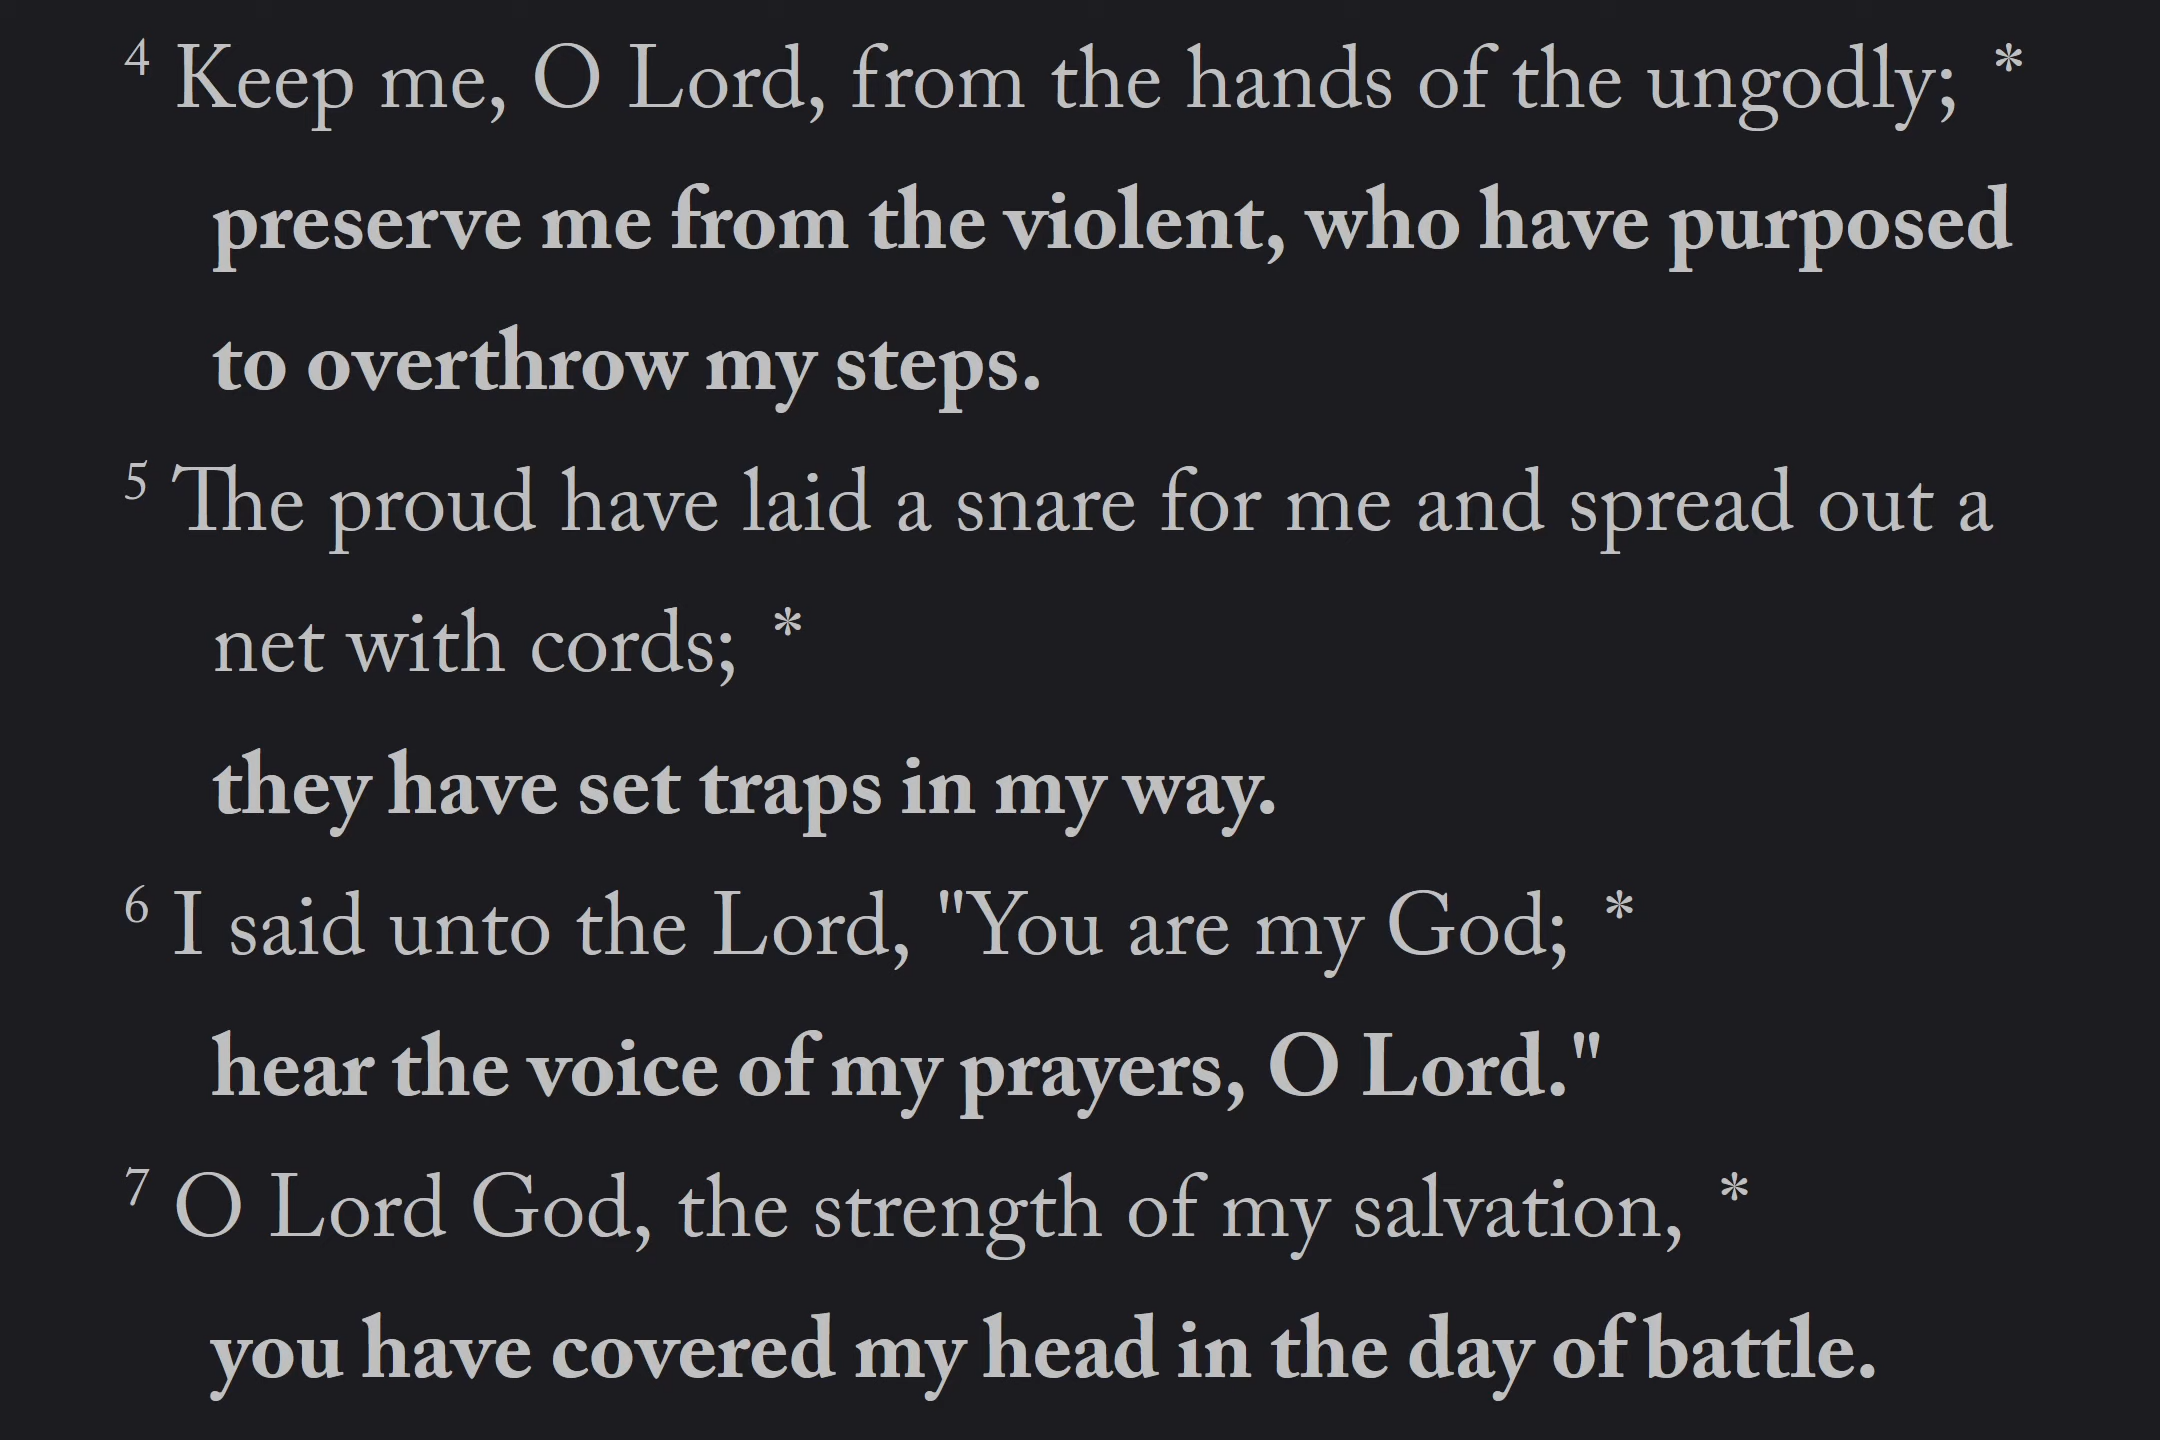 4 Keep me, O Lord, from the hands of the ungodly; *
preserve me from the violent, who have purposed
to overthrow my steps.
5 The proud have laid a snare for me and spread out a
net with cords; *
they have set traps in my way.
6 I said unto the Lord, "You are my God; *
hear the voice of my prayers, O Lord."
7 O Lord God, the strength of my salvation, *
you have covered my head in the day of battle.